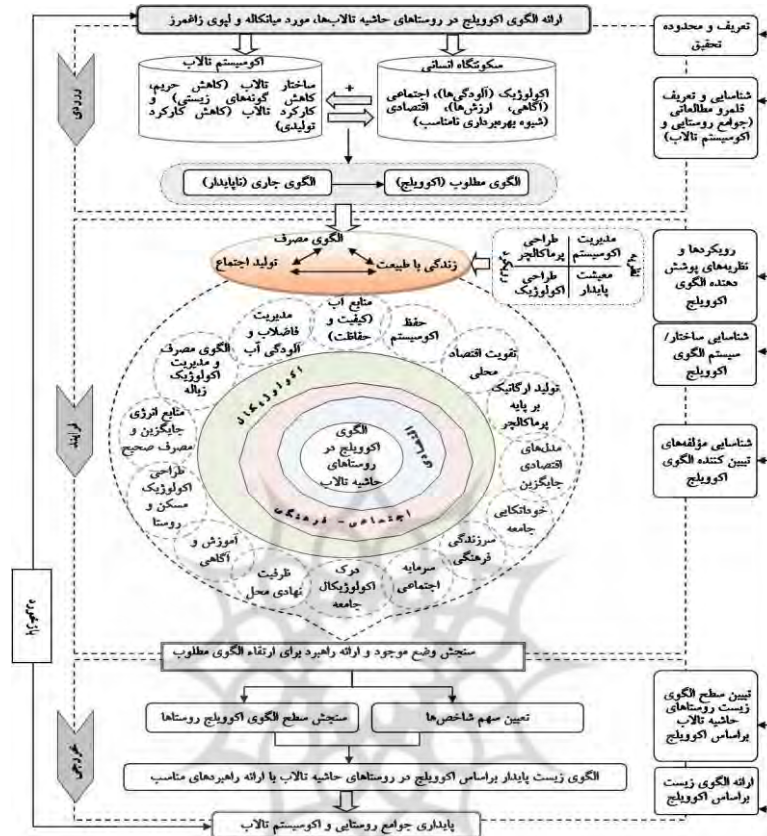 ارائه الگوی اکوویلج در روستاهای حاشیه تالاب‌ها، مورد میانکاله و لپوی زاغمرز
تعریف و محدوده
تحقیق
شناسایی و تعریف
قلمرو مطالعاتی
(جوامع روستایی و
اکوسیستم تالاب)
ورودی
سکونتگاه انسانی
اکولوژیک (آلودگی‌ها)، اجتماعی
(آگاهی، ارزش‌ها)، اقتصادی
(شیوه بهره‌برداری نامناسب)
+
اکوسیستم تالاب
ساختار تالاب (کاهش حریم،
کاهش گونه‌های زیستی) و
کارکرد تالاب (کاهش کارکرد
تولیدی)
الگوی مطلوب (اکوویلج)
الگوی جاری (ناپایدار)
رویکردها و
نظریه‌های پوشش
دهنده الگوی
اکوویلج
نظریه
مدیریت
اکوسیستم
طراحی
پرماکالچر
معیشت
پایدار
طراحی
اکولوژیک
رویکرد
الگوی مصرف
زندگی با طبیعت
تولید اجتماع
شناسایی ساختار/
سیستم الگوی
اکوویلج
شناسایی مؤلفه‌های
تبیین کننده الگوی
اکوویلج
فرایند
منابع آب
(کیفیت و
حفاظت)
حفظ
اکوسیستم
تقویت اقتصاد
محلی
تولید ارگانیک
بر پایه
پرماکالچر
مدل‌های
اقتصادی
جایگزین
خوداتکایی
جامعه
سرزندگی
فرهنگی
سرمایه
اجتماعی
درک
اکولوژیکال
جامعه
ظرفیت
نهادی محل
آموزش و
آگاهی
طراحی
اکولوژیک
مسکن و
روستا
منابع انرژی
جایگزین و
مصرف صحیح
الگوی مصرف
و مدیریت
اکولوژیک
زباله
مدیریت
فاضلاب و
آلودگی آب
اکولوژیکال
اقتصادی
اجتماعی - فرهنگی
الگوی
اکوویلج در
روستاهای
حاشیه تالاب
بازخورد
سنجش وضع موجود و ارائه راهبرد برای ارتقاء الگوی مطلوب
تبیین سطح الگوی
زیست روستاهای
حاشیه تالاب
براساس اکوویلج
خروجی
تعیین سهم شاخص‌ها
سنجش سطح الگوی اکوویلج روستاها
الگوی زیست پایدار براساس اکوویلج در روستاهای حاشیه تالاب با ارائه راهبردهای مناسب
ارائه الگوی زیست
براساس اکوویلج
پایداری جوامع روستایی و اکوسیستم تالاب